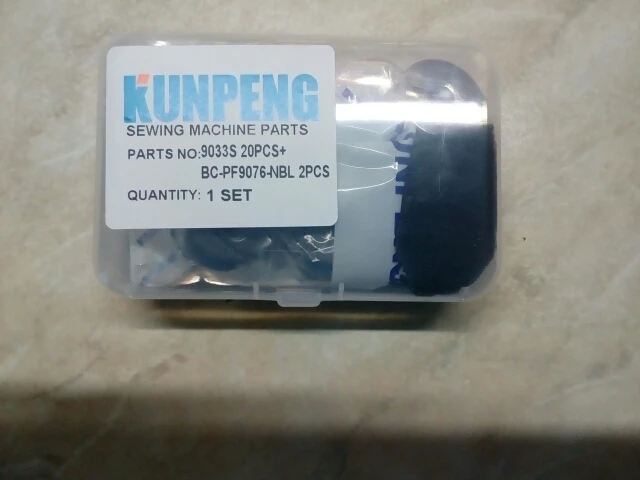 KUNPENG
SEWING MACHINE PARTS
PARTS NO:9033S 20PCS+
BC-PF9076-NBL 2PCS
QUANTITY: 1 SET